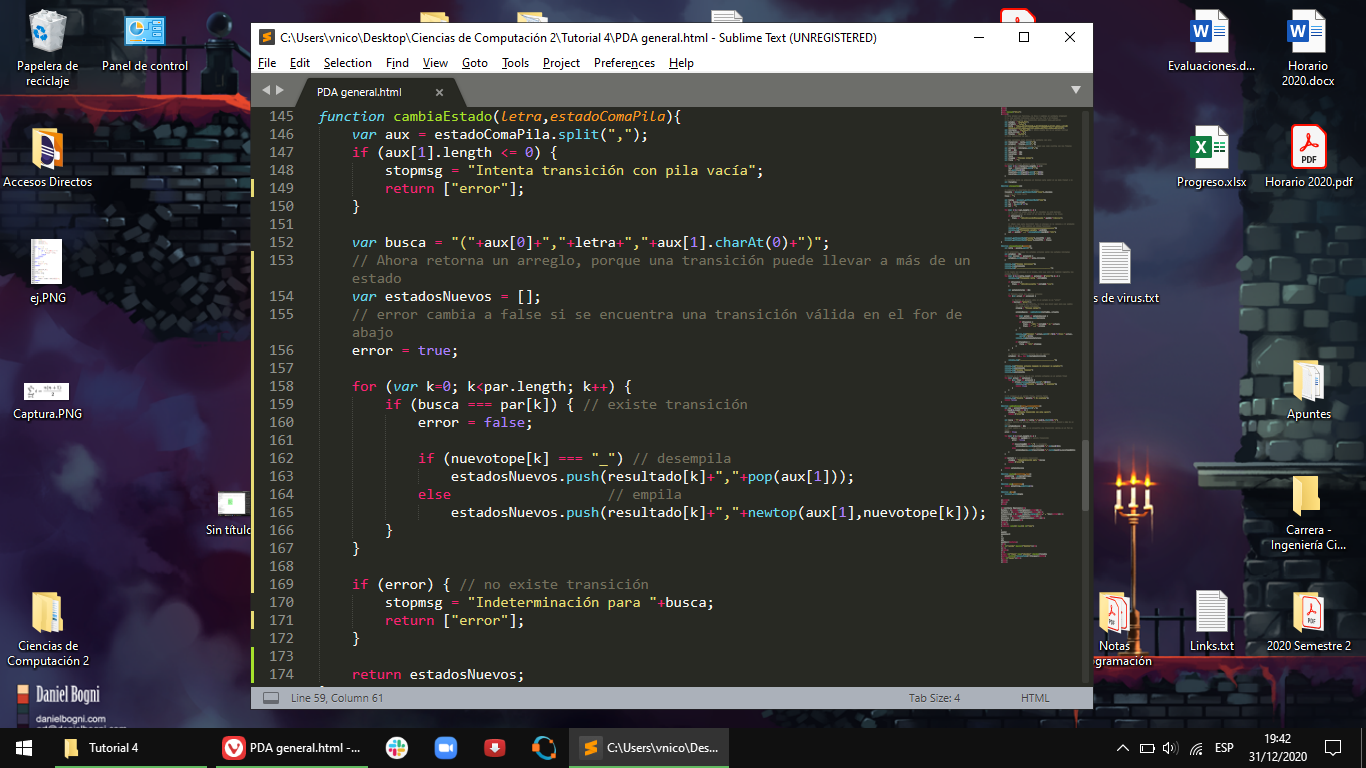 Papelera de
reciclaje
Panel de control
Accesos Directos
ej.PNG
Captura.PNG
Sin título
Ciencias de
Computación 2
Daniel Bogni
danielbogni.com
C:\Users\vnico\Desktop\Ciencias de Computación 2\Tutorial 4\PDA general.html - Sublime Text (UNREGISTERED)
File Edit Selection Find View Goto Tools Project Preferences Help
PDA general.html
145 function cambiaEstado(letra,estadoComaPila){
146 var aux = estadoComaPila.split(",");
147 if (aux[1].length <= 0) {
148 stopmsg = "Intenta transición con pila vacía";
149 return ["error"];
150 }
151
152 var busca = "("+aux[0]+","+letra+","+aux[1].charAt(0)+")";
153 // Ahora retorna un arreglo, porque una transición puede llevar a más de un
estado
154 var estadosNuevos = [];
155 // error cambia a false si se encuentra una transición válida en el for de
abajo
156 error = true;
157
158 for (var k=0; k<par.length; k++) {
159 if (busca === par[k]) { // existe transición
160 error = false;
161
162 if (nuevotope[k] === "_") // desempila
163 estadosNuevos.push(resultado[k]+","+pop(aux[1]));
164 else // empila
165 estadosNuevos.push(resultado[k]+","+newtop(aux[1],nuevotope[k]));
166 }
167 }
168
169 if (error) { // no existe transición
170 stopmsg = "Indeterminación para "+busca;
171 return ["error"];
172 }
173
174 return estadosNuevos;
Line 59, Column 61
Tab Size: 4
HTML
Evaluaciones.d...
Horario
2020.docx
Progreso.xlsx
PDF
Horario 2020.pdf
s de virus.txt
Apuntes
Carrera -
Ingeniería Ci...
Notas
gramación
Links.txt
2020 Semestre 2
Tutorial 4
PDA general.html -...
C:\Users\vnico\Des...
ESP
19:42
31/12/2020